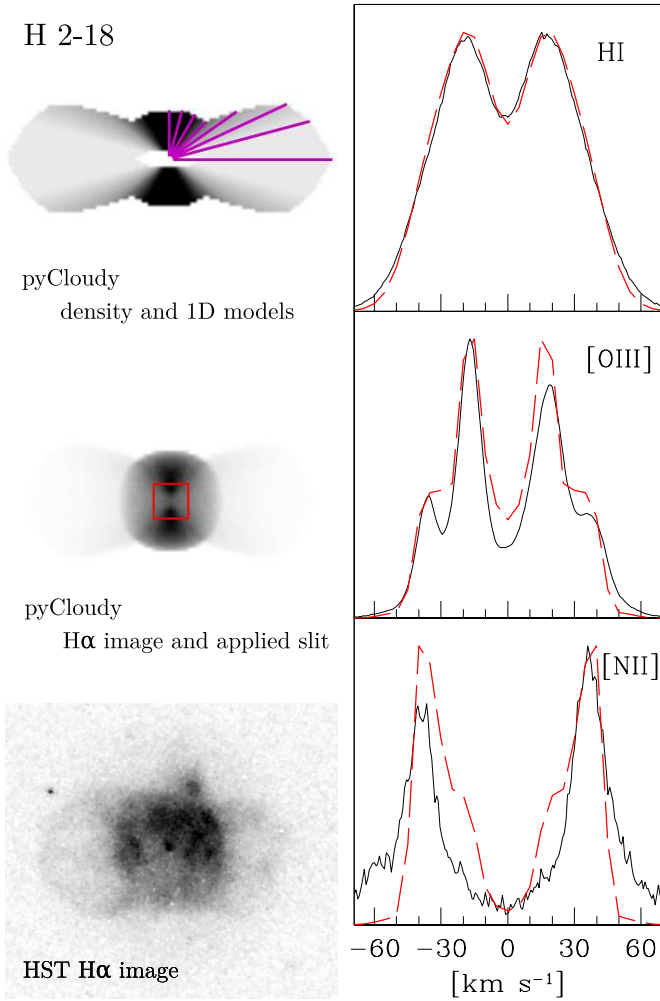 H 2-18
pyCloudy
density and 1D models
pyCloudy
Hα image and applied slit
HST Hα image
HI
[OIII]
[NII]
−60 −30 0 30 60
[km s⁻¹]